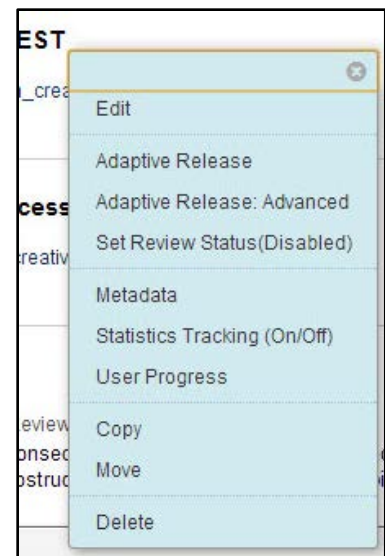 EST
Edit
Adaptive Release
Adaptive Release: Advanced
Set Review Status(Disabled)
Metadata
Statistics Tracking (On/Off)
User Progress
Copy
Move
Delete